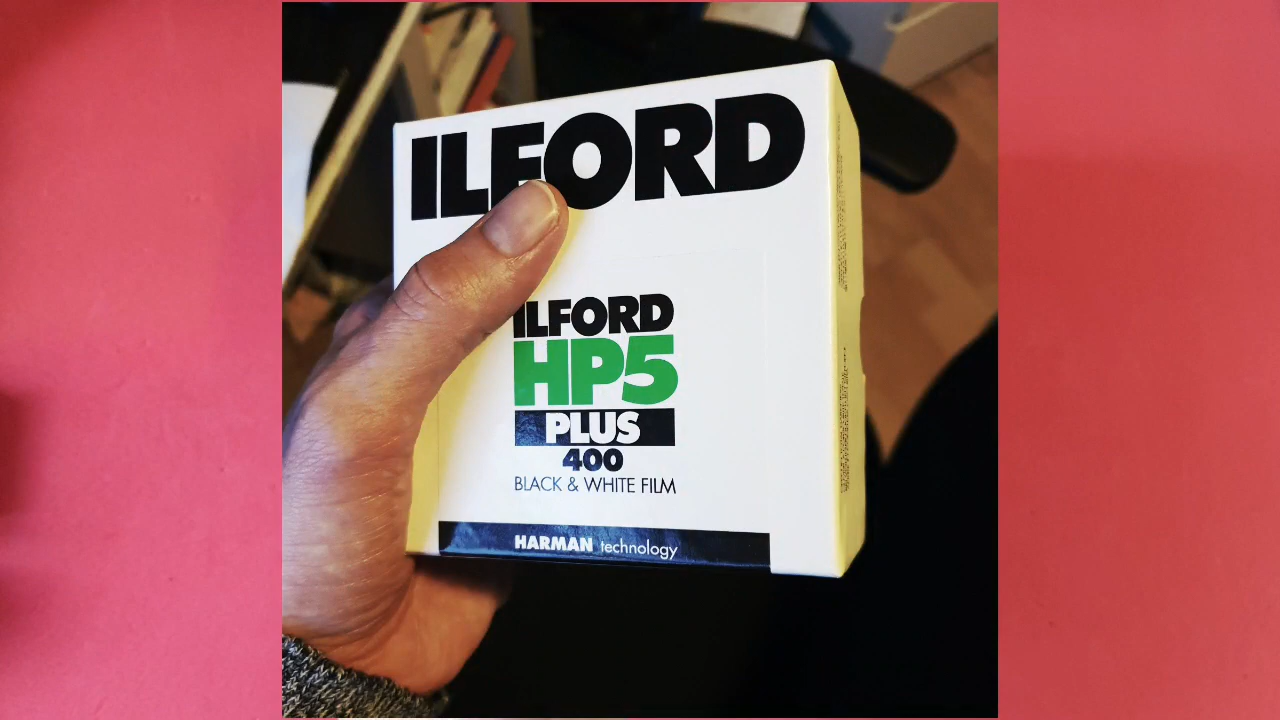 ILFORD
ILFORD
HP5
PLUS
400
BLACK & WHITE FILM
HARMAN technology